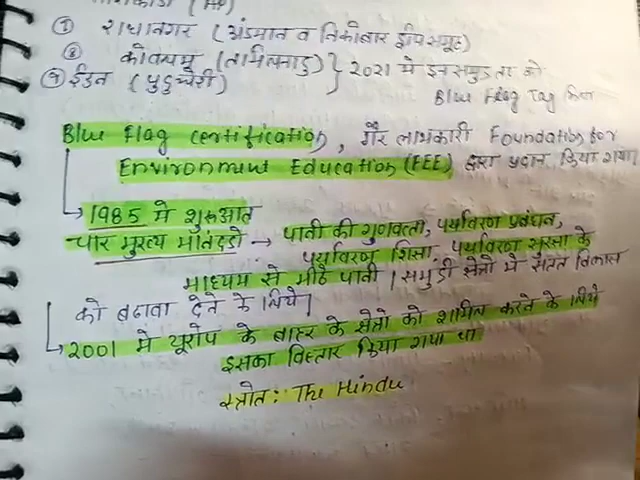 ⑦ राधानगर (अंडमान व निकोबार द्वीपसमूह)
⑧ कोवलम (तामिलनाडु) } 2021 मे इन समुद्र तट को
⑨ ईडन (पुदुच्चेरी) Blue Flag Tag मिला
Blue Flag Certification, गैर लाभकारी Foundation for
Environment Education (FEE) द्वारा प्रदान किया गया।
→ 1985 मे शुरुआत
चार मुख्य मानदंडो → पानी की गुणवत्ता, पर्यावरण प्रबंधन,
पर्यावरण शिक्षा, पर्यावरण सुरक्षा के
माध्यम से मीठे पानी / समुद्री क्षेत्रो मे सतत विकास
को बढावा देने के लिये।
→ 2001 मे यूरोप के बाहर के क्षेत्रो को शामिल करने के लिये
इसका विस्तार किया गया था
स्त्रोत: The Hindu